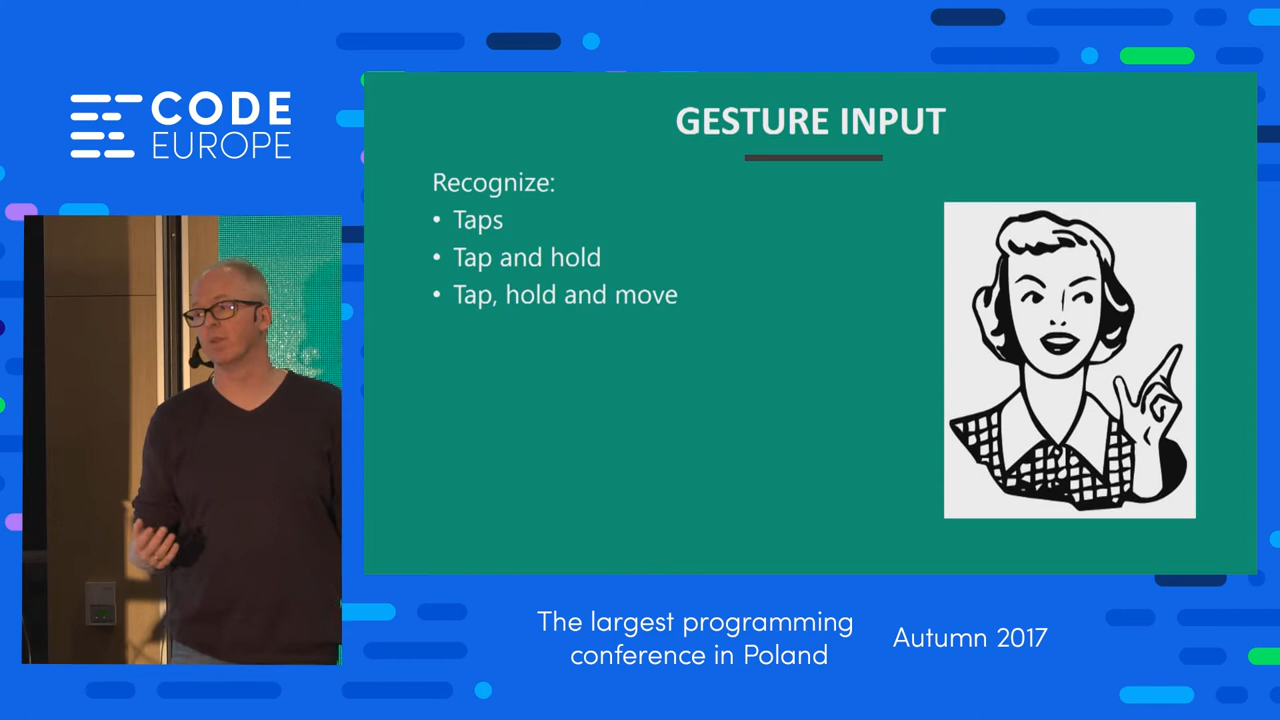 CODE
EUROPE
GESTURE INPUT
Recognize:
• Taps
• Tap and hold
• Tap, hold and move
The largest programming
conference in Poland
Autumn 2017